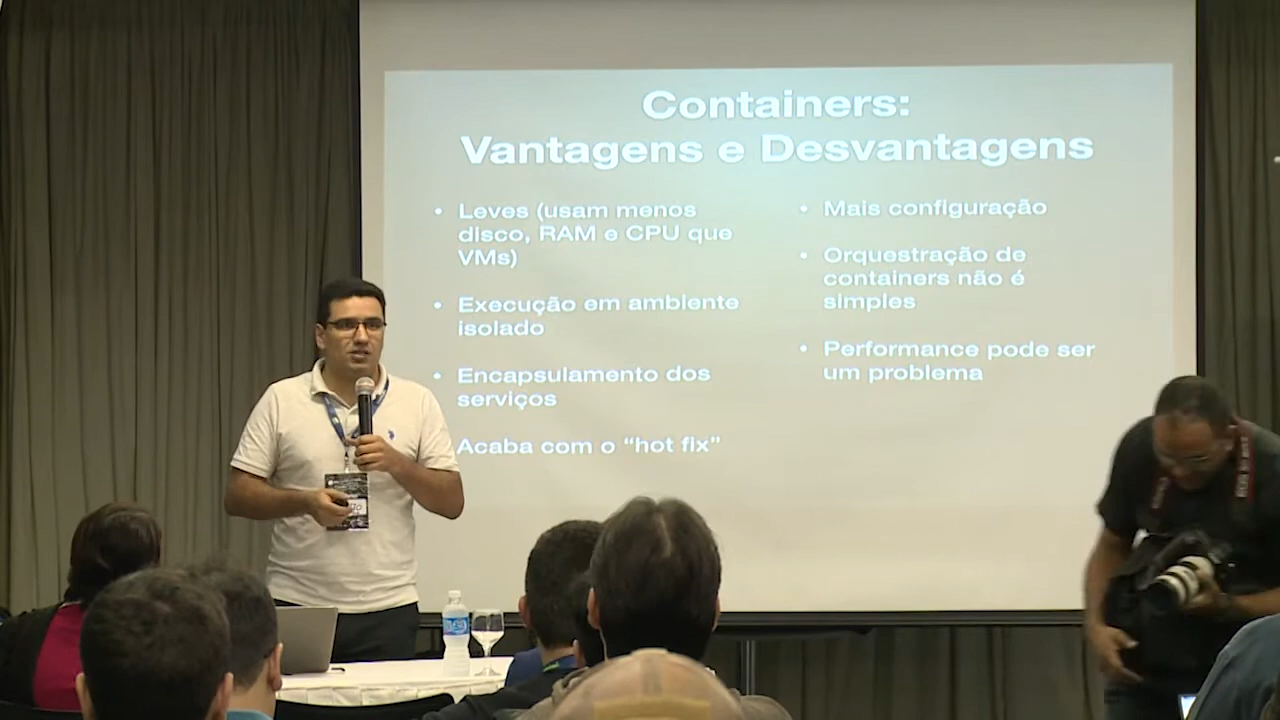 Containers:
Vantagens e Desvantagens
• Leves (usam menos
disco, RAM e CPU que
VMs)
• Execução em ambiente
isolado
• Encapsulamento dos
serviços
Acaba com o “hot fix”
• Mais configuração
• Orquestração de
containers não é
simples
• Performance pode ser
um problema